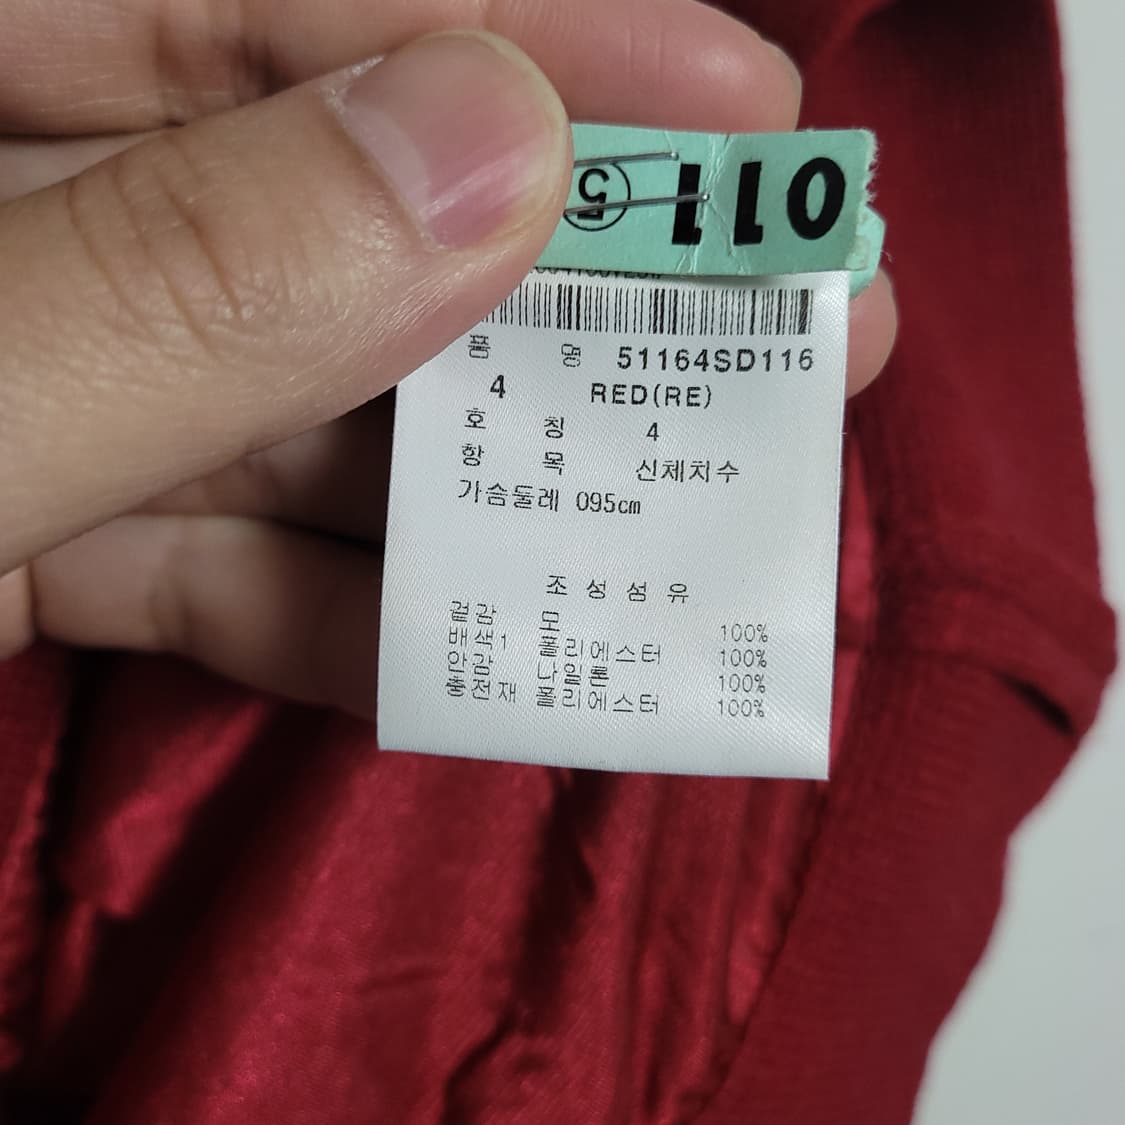 011 ⑤
품 명 51164SD116
4 RED(RE)
호 칭 4
항 목 신체치수
가슴둘레 095cm
조성섬유
겉감 모 100%
배색1 폴리에스터 100%
안감 나일론 100%
충전재 폴리에스터 100%